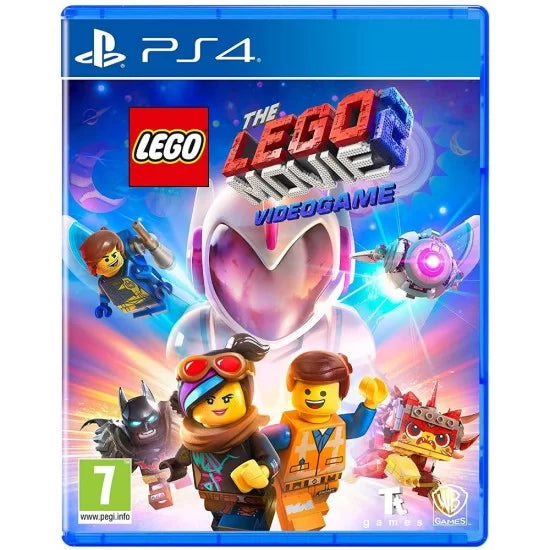 PS4
LEGO
THE
LEGO
MOVIE 2
VIDEOGAME
7
www.pegi.info
Tt
games
WB
GAMES